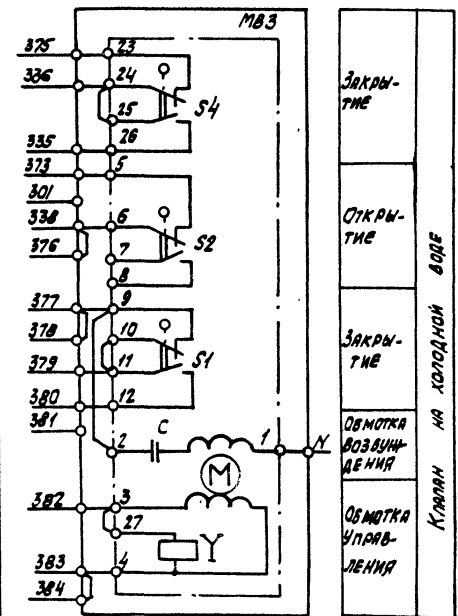 МВ3
375
23
336
24
25
S4
26
335
373
5
301
338
6
376
7
S2
8
377
9
378
10
379
11
S1
380
12
381
2
C
1
N
M
382
3
27
Y
383
4
384
ЗАКРЫ-
ТИЕ
ОТКРЫ-
ТИЕ
ЗАКРЫ-
ТИЕ
ОБМОТКА
ВОЗБУЖ-
ДЕНИЯ
ОБМОТКА
УПРАВ-
ЛЕНИЯ
КЛАПАН НА ХОЛОДНОЙ ВОДЕ